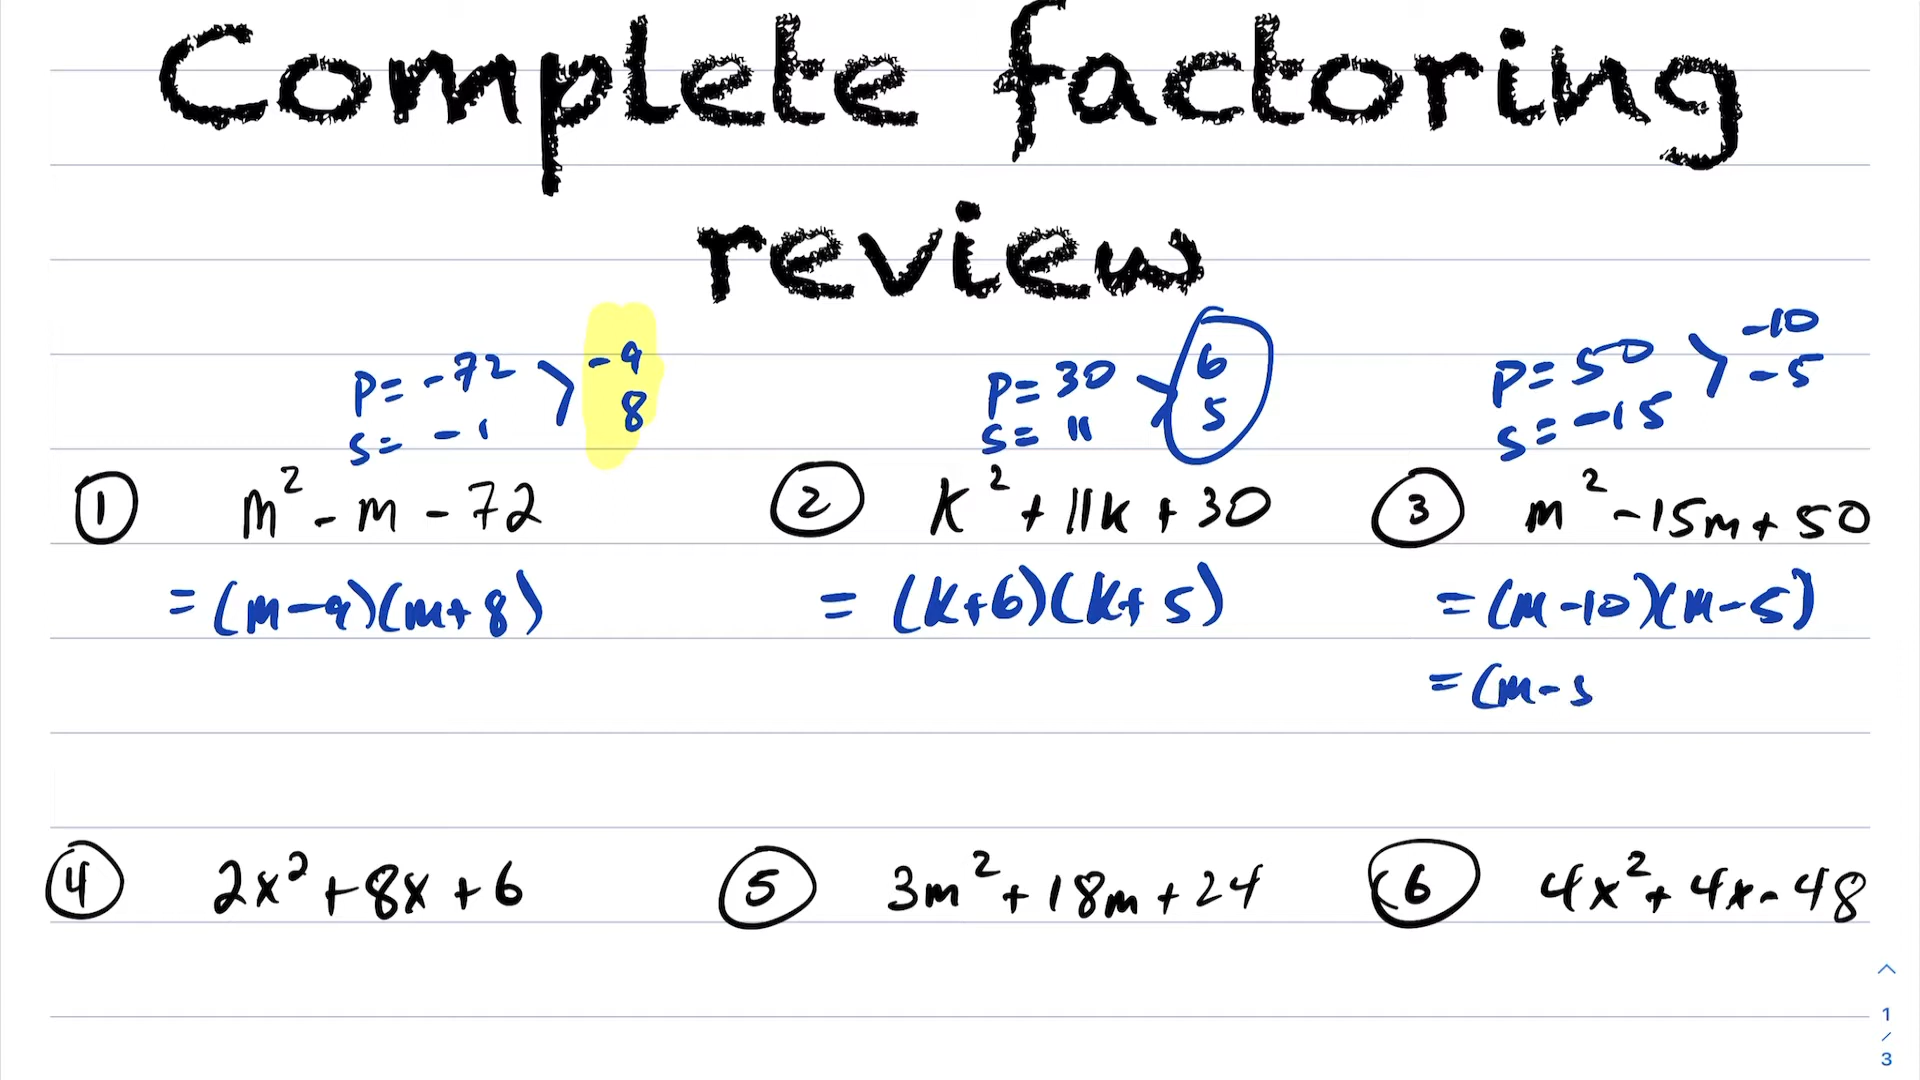 Complete factoring
review
P = -72 > -9
S = -1 8
P = 30 < 6
S = 11 5
P = 50 > -10
S = -15 -5
① m² - m - 72
② k² + 11k + 30
③ m² - 15m + 50
= (m - 9)(m + 8)
= (k + 6)(k + 5)
= (m - 10)(m - 5)
= (m - 5
④ 2x² + 8x + 6
⑤ 3m² + 18m + 24
⑥ 4x² + 4x - 48
1
/
3